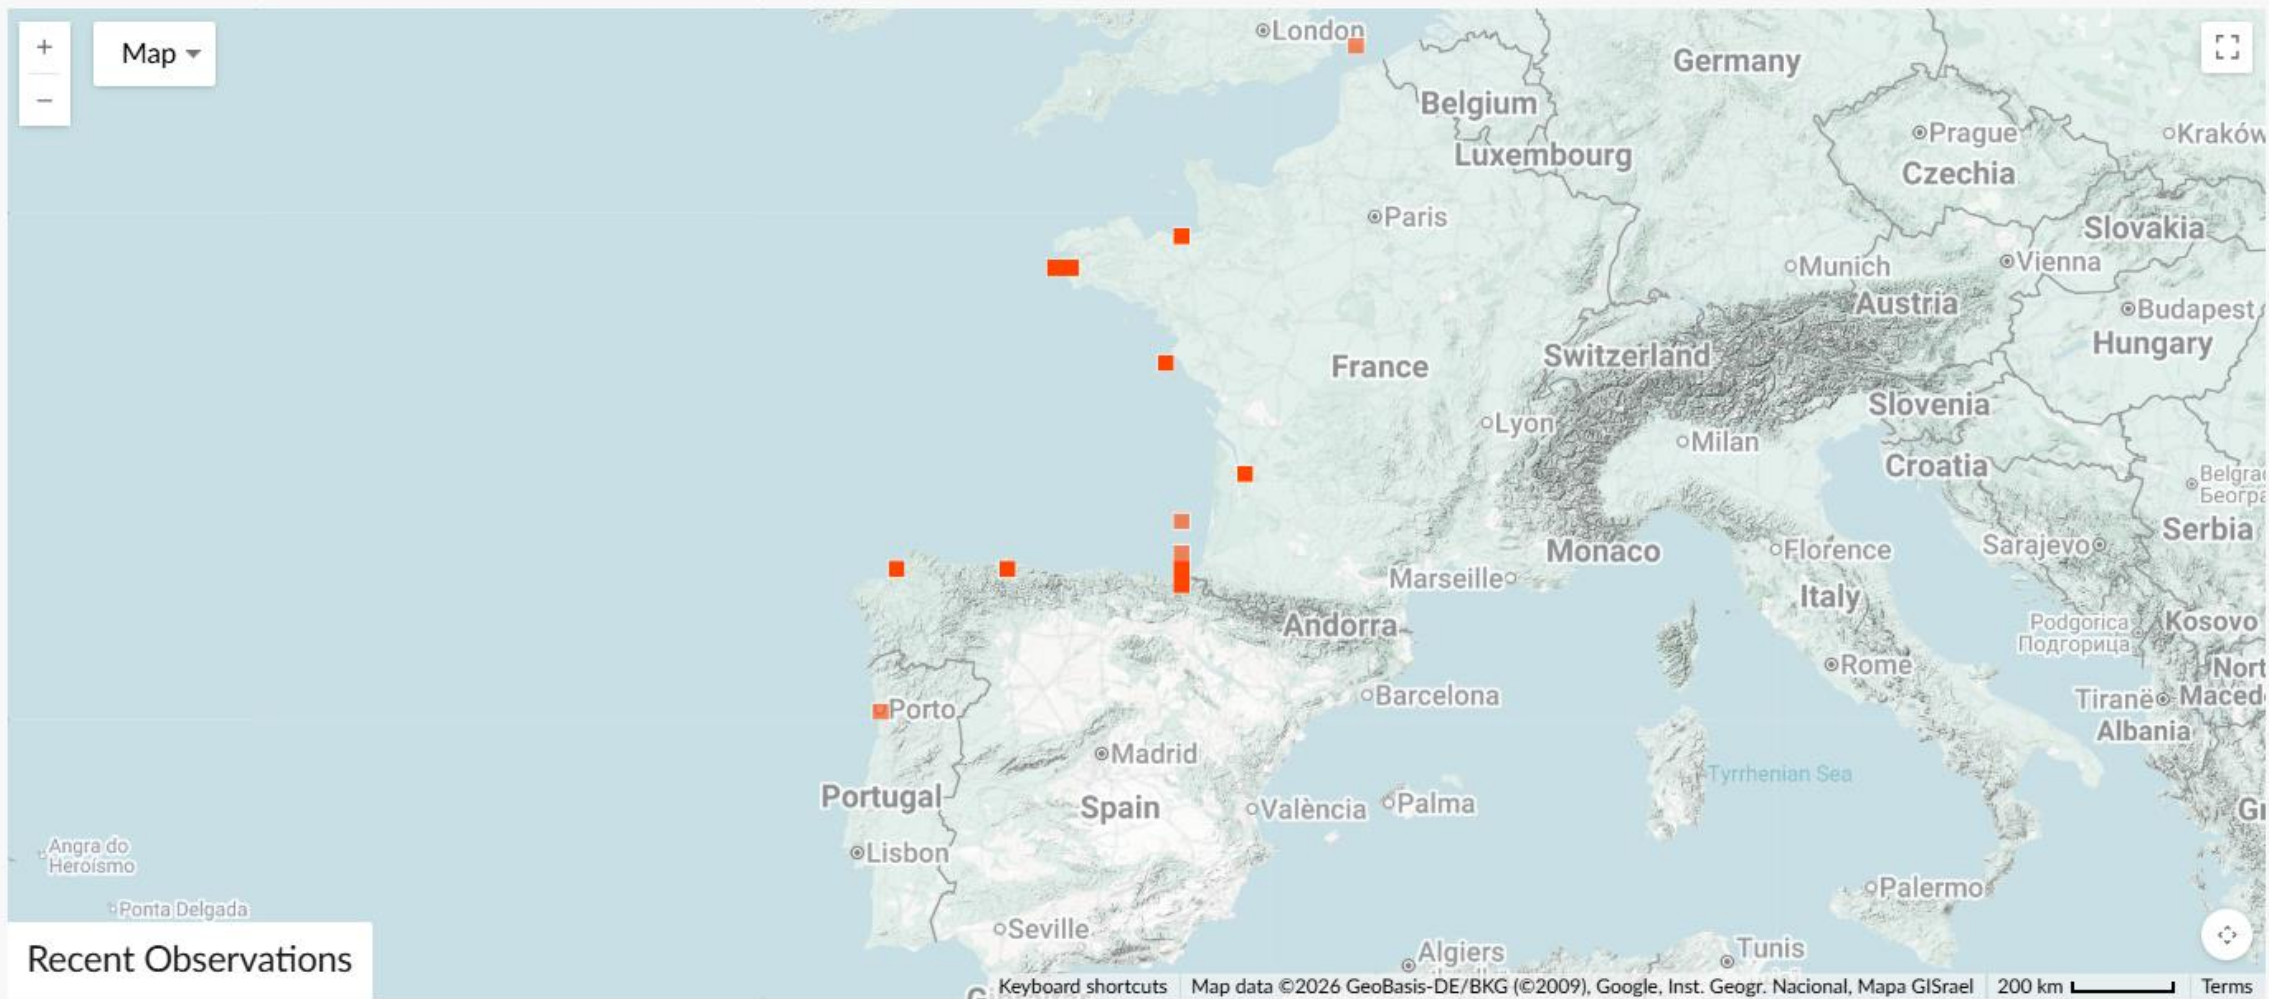 +
Map
−
London
Germany
Belgium
Prague
Kraków
Luxembourg
Czechia
Paris
Slovakia
Munich
Vienna
Austria
Budapest
Hungary
Switzerland
France
Slovenia
Lyon
Milan
Croatia
Serbia
Monaco
Florence
Sarajevo
Marseille
Italy
Andorra
Podgorica
Подгорица
Kosovo
Rome
Barcelona
Tiranë
Porto
Albania
Madrid
Tyrrhenian Sea
Portugal
Spain
València
Palma
Angra do
Heroísmo
Lisbon
Palermo
Ponta Delgada
Seville
Recent Observations
Algiers
Tunis
Keyboard shortcuts
Map data ©2026 GeoBasis-DE/BKG (©2009), Google, Inst. Geogr. Nacional, Mapa GISrael
200 km
Terms